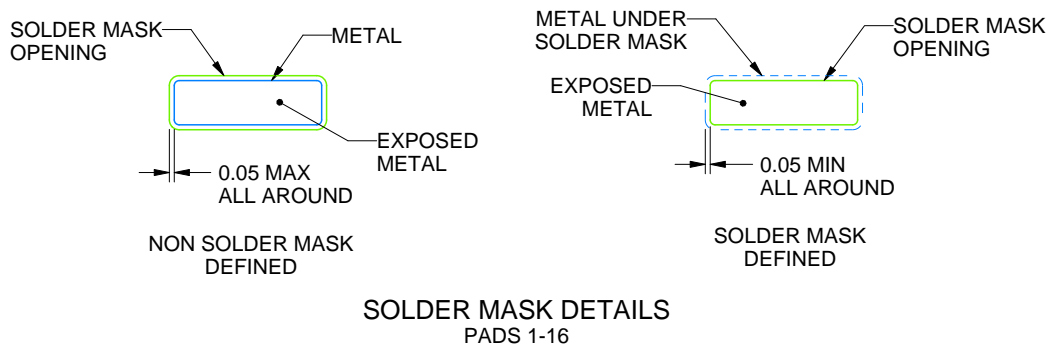 SOLDER MASK
OPENING
METAL
EXPOSED
METAL
0.05 MAX
ALL AROUND
NON SOLDER MASK
DEFINED
METAL UNDER
SOLDER MASK
SOLDER MASK
OPENING
EXPOSED
METAL
0.05 MIN
ALL AROUND
SOLDER MASK
DEFINED
SOLDER MASK DETAILS
PADS 1-16